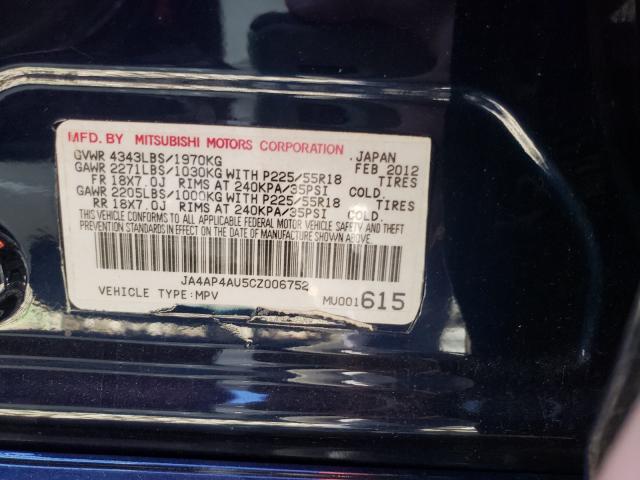 MFD. BY MITSUBISHI MOTORS CORPORATION JAPAN
GVWR 4343LBS/1970KG FEB 2012
GAWR 2271LBS/1030KG WITH P225/55R18 TIRES
FR 18X7.0J RIMS AT 240KPA/35PSI COLD.
GAWR 2205LBS/1000KG WITH P225/55R18 TIRES
RR 18X7.0J RIMS AT 240KPA/35PSI COLD.
THIS VEHICLE CONFORMS TO ALL APPLICABLE FEDERAL MOTOR VEHICLE SAFETY AND THEFT
PREVENTION STANDARDS IN EFFECT ON THE DATE OF MANUFACTURE SHOWN ABOVE.
JA4AP4AU5CZ006752
VEHICLE TYPE:MPV MU001615